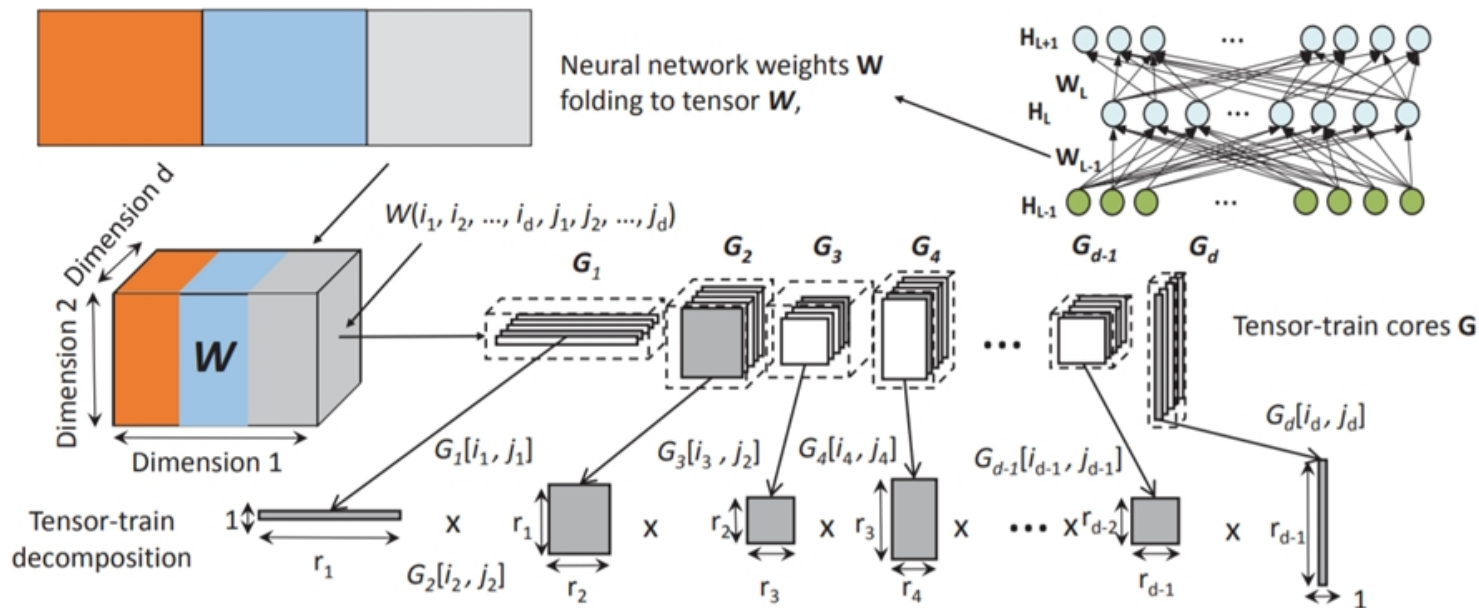 Neural network weights W
folding to tensor W,
H_{L+1}
W_L
H_L
W_{L-1}
H_{L-1}
...
...
...
Dimension d
W(i_1, i_2, ..., i_d, j_1, j_2, ..., j_d)
G_1
G_2
G_3
G_4
G_{d-1}
G_d
Dimension 2
W
...
Tensor-train cores G
Dimension 1
G_1[i_1, j_1]
G_3[i_3, j_2]
G_4[i_4, j_4]
G_{d-1}[i_{d-1}, j_{d-1}]
G_d[i_d, j_d]
Tensor-train
decomposition
1
r_1
x
G_2[i_2, j_2]
r_1
r_2
x
r_2
r_3
x
r_3
r_4
x
...
x
r_{d-2}
r_{d-1}
x
r_{d-1}
1